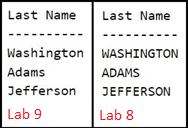 Last Name
----------
Washington
Adams
Jefferson
Lab 9
Last Name
----------
WASHINGTON
ADAMS
JEFFERSON
Lab 8